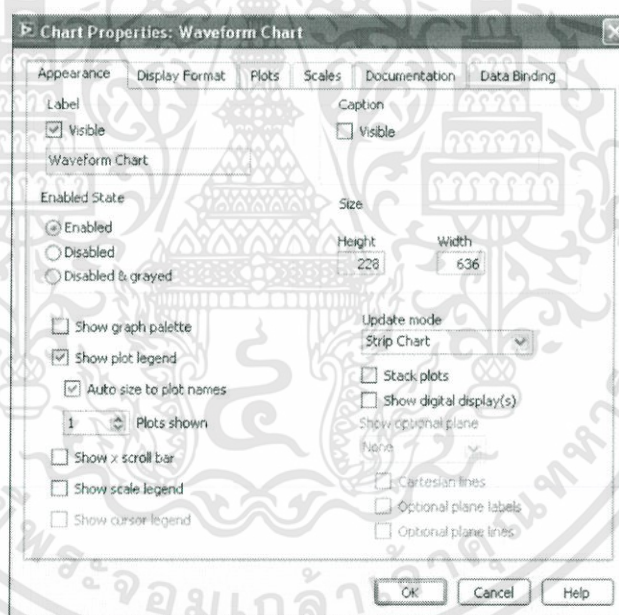 Chart Properties: Waveform Chart
Appearance
Display Format
Plots
Scales
Documentation
Data Binding
Label
Visible
Waveform Chart
Caption
Visible
Enabled State
Enabled
Disabled
Disabled & grayed
Size
Height
Width
228
636
Show graph palette
Show plot legend
Auto size to plot names
1
Plots shown
Show x scroll bar
Show scale legend
Show cursor legend
Update mode
Strip Chart
Stack plots
Show digital display(s)
Show optional plane
None
Cartesian lines
Optional plane labels
Optional plane lines
OK
Cancel
Help